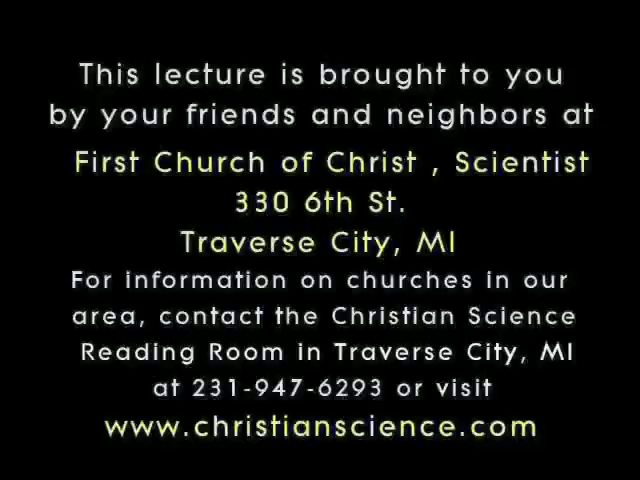 This lecture is brought to you
by your friends and neighbors at
First Church of Christ , Scientist
330 6th St.
Traverse City, MI
For information on churches in our
area, contact the Christian Science
Reading Room in Traverse City, MI
at 231-947-6293 or visit
www.christianscience.com